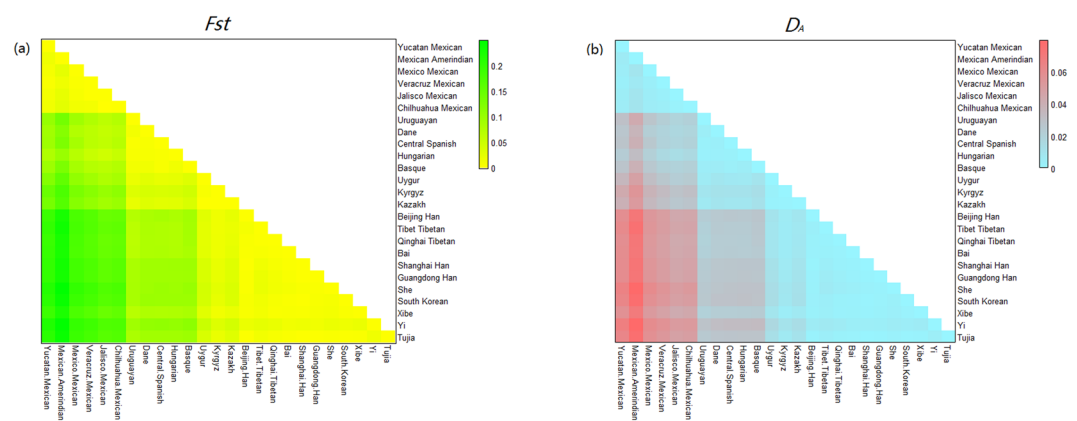 Fst
DA
(a)
(b)
Yucatan Mexican
Mexican Amerindian
Mexico Mexican
Veracruz Mexican
Jalisco Mexican
Chilhuahua Mexican
Uruguayan
Dane
Central Spanish
Hungarian
Basque
Uygur
Kyrgyz
Kazakh
Beijing Han
Tibet Tibetan
Qinghai Tibetan
Bai
Shanghai Han
Guangdong Han
She
South Korean
Xibe
Yi
Tujia
0.2
0.15
0.1
0.05
0
Yucatan.Mexican
Mexican.Amerindian
Mexico.Mexican
Veracruz.Mexican
Jalisco.Mexican
Chilhuahua.Mexican
Uruguayan
Dane
Central Spanish
Hungarian
Basque
Uygur
Kyrgyz
Kazakh
Beijing.Han
Tibet.Tibetan
Qinghai.Tibetan
Bai
Shanghai.Han
Guangdong.Han
She
South.Korean
Xibe
Yi
Tujia
Yucatan Mexican
Mexican Amerindian
Mexico Mexican
Veracruz Mexican
Jalisco Mexican
Chilhuahua Mexican
Uruguayan
Dane
Central Spanish
Hungarian
Basque
Uygur
Kyrgyz
Kazakh
Beijing Han
Tibet Tibetan
Qinghai Tibetan
Bai
Shanghai Han
Guangdong Han
She
South Korean
Xibe
Yi
Tujia
0.06
0.04
0.02
0
Yucatan.Mexican
Mexican.Amerindian
Mexico.Mexican
Veracruz.Mexican
Jalisco.Mexican
Chilhuahua.Mexican
Uruguayan
Dane
Central Spanish
Hungarian
Basque
Uygur
Kyrgyz
Kazakh
Beijing.Han
Tibet.Tibetan
Qinghai.Tibetan
Bai
Shanghai.Han
Guangdong.Han
She
South.Korean
Xibe
Yi
Tujia